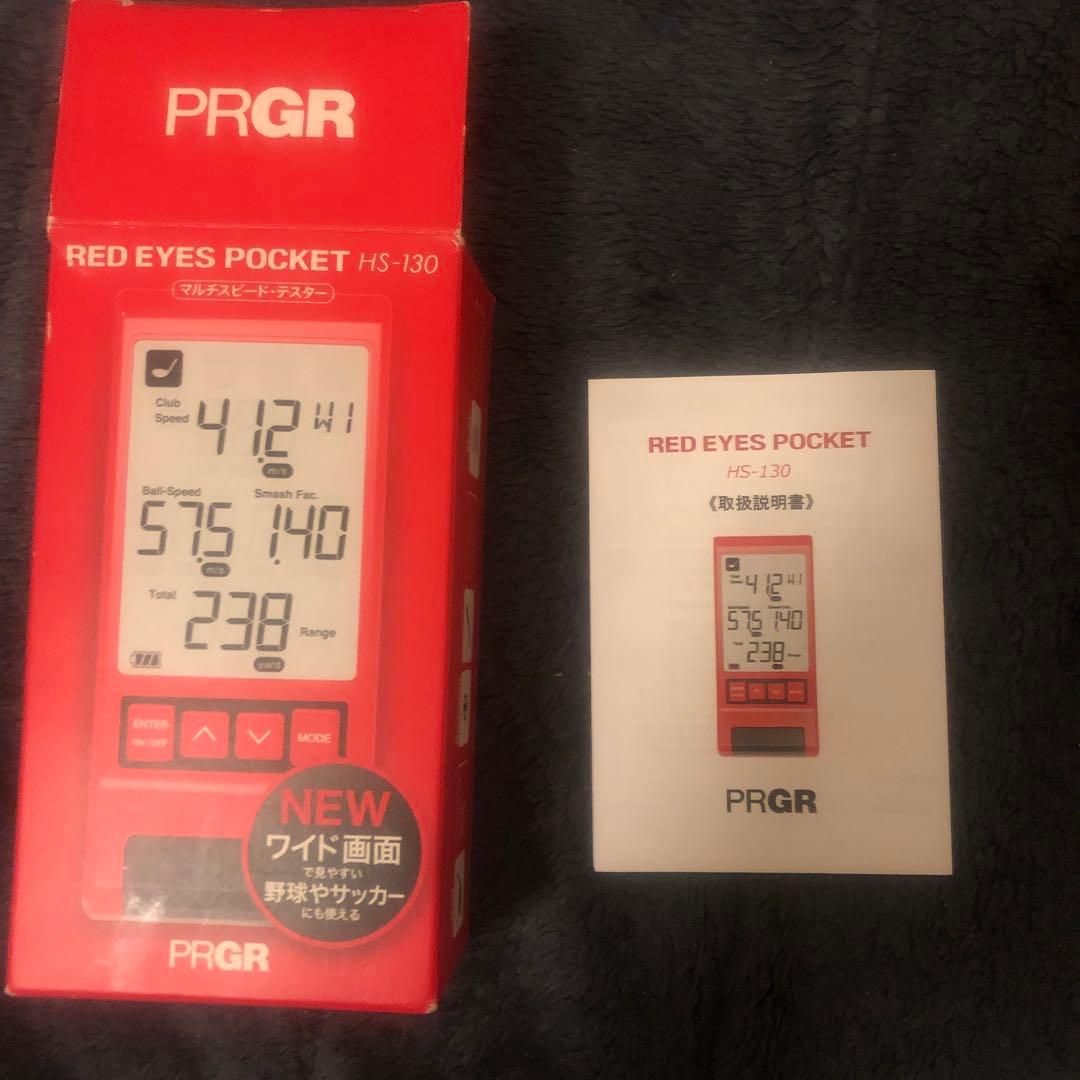 PRGR
RED EYES POCKET HS-130
マルチスピード・テスター
Club
Speed 41.2 W1
m/s
Ball-Speed Smash Fac.
57.5 1.40
m/s
Total 238 Range
yard
ENTER
ON/OFF
MODE
NEW
ワイド画面
で見やすい
野球やサッカー
にも使える
PRGR
RED EYES POCKET
HS-130
《取扱説明書》
41.2 W1
57.5 1.40
238
PRGR